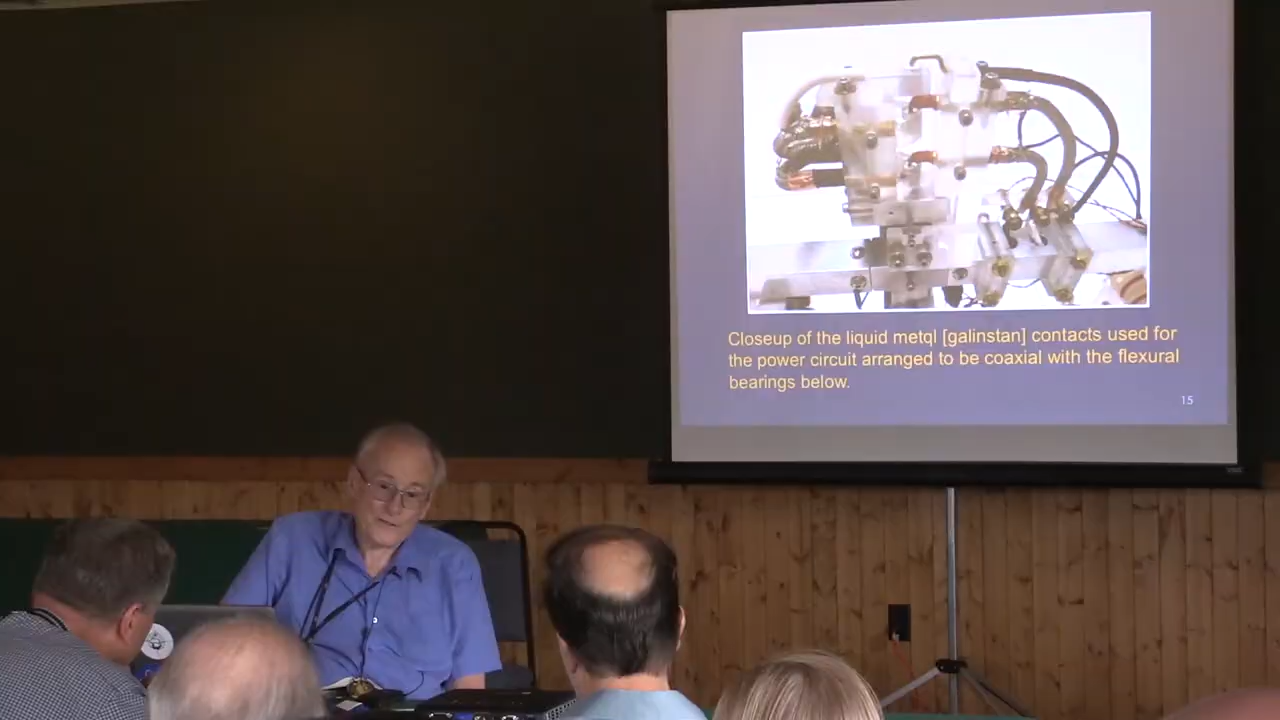 Closeup of the liquid metql [galinstan] contacts used for
the power circuit arranged to be coaxial with the flexural
bearings below.
15